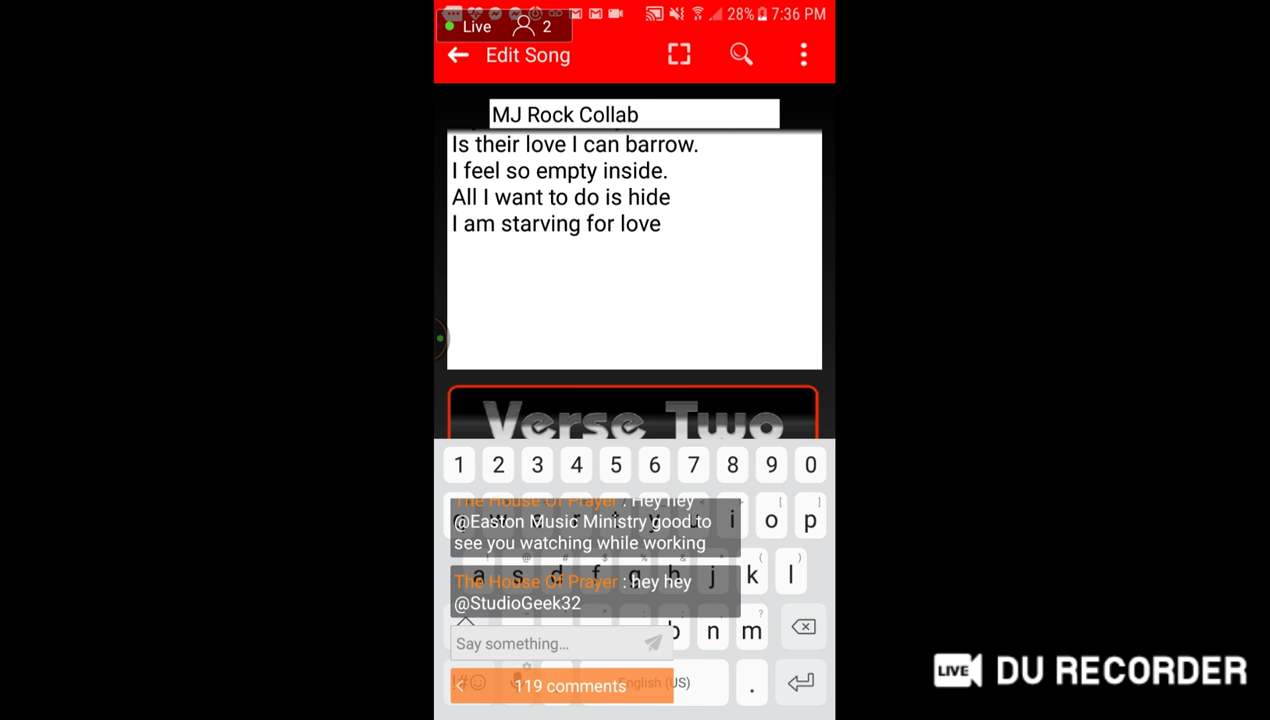 Live 2
28% 7:36 PM
Edit Song
MJ Rock Collab
Is their love I can barrow.
I feel so empty inside.
All I want to do is hide
I am starving for love
Verse Two
1 2 3 4 5 6 7 8 9 0
The House Of Prayer : Hey hey
@Easton Music Ministry good to
see you watching while working
i o p
The House Of Prayer : hey hey
@StudioGeek32
a s d f g h j k l
b n m
Say something...
119 comments
English (US)
.
LIVE DU RECORDER